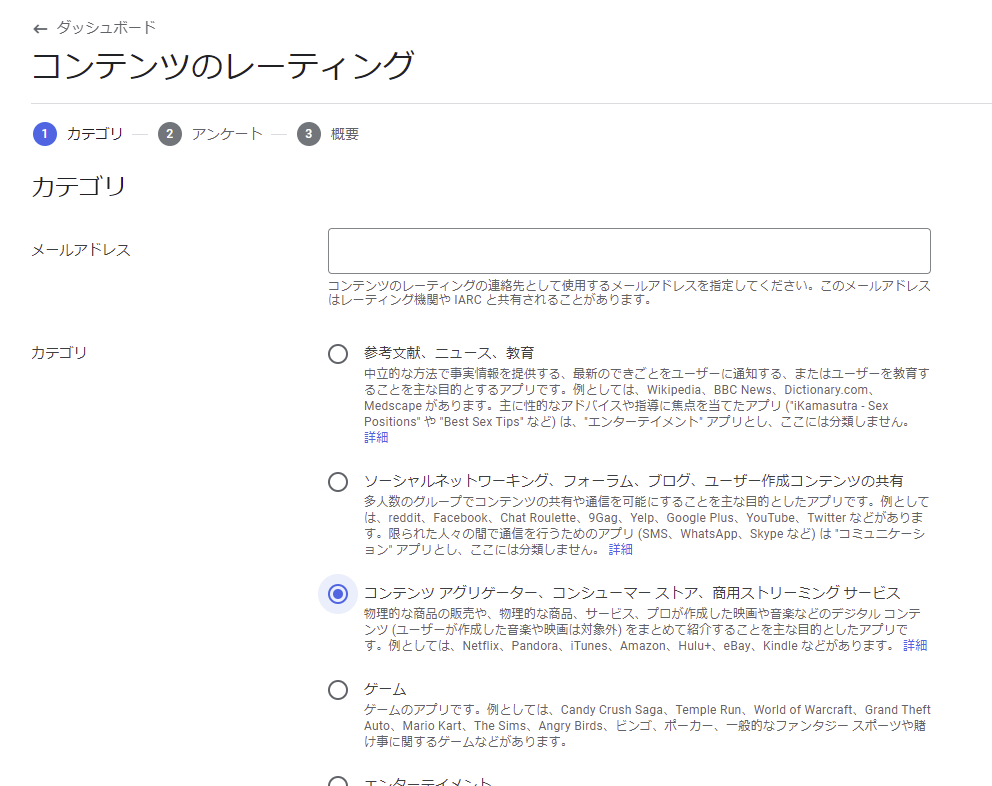 ← ダッシュボード
コンテンツのレーティング
1 カテゴリ — 2 アンケート — 3 概要
カテゴリ
メールアドレス
コンテンツのレーティングの連絡先として使用するメールアドレスを指定してください。このメールアドレス
はレーティング機関や IARC と共有されることがあります。
カテゴリ
参考文献、ニュース、教育
中立的な方法で事実情報を提供する、最新のできごとをユーザーに通知する、またはユーザーを教育す
ることを主な目的とするアプリです。例としては、Wikipedia、BBC News、Dictionary.com、
Medscape があります。主に性的なアドバイスや指導に焦点を当てたアプリ ("iKamasutra - Sex
Positions" や "Best Sex Tips" など) は、"エンターテイメント" アプリとし、ここには分類しません。
詳細
ソーシャルネットワーキング、フォーラム、ブログ、ユーザー作成コンテンツの共有
多人数のグループでコンテンツの共有や通信を可能にすることを主な目的としたアプリです。例として
は、reddit、Facebook、Chat Roulette、9Gag、Yelp、Google Plus、YouTube、Twitter などがありま
す。限られた人々の間で通信を行うためのアプリ (SMS、WhatsApp、Skype など) は "コミュニケーシ
ョン" アプリとし、ここには分類しません。 詳細
コンテンツ アグリゲーター、コンシューマー ストア、商用ストリーミング サービス
物理的な商品の販売や、物理的な商品、サービス、プロが作成した映画や音楽などのデジタル コンテ
ンツ (ユーザーが作成した音楽や映画は対象外) をまとめて紹介することを主な目的としたアプリで
す。例としては、Netflix、Pandora、iTunes、Amazon、Hulu+、eBay、Kindle などがあります。 詳細
ゲーム
ゲームのアプリです。例としては、Candy Crush Saga、Temple Run、World of Warcraft、Grand Theft
Auto、Mario Kart、The Sims、Angry Birds、ビンゴ、ポーカー、一般的なファンタジー スポーツや賭
け事に関するゲームなどがあります。
エンターテイメント